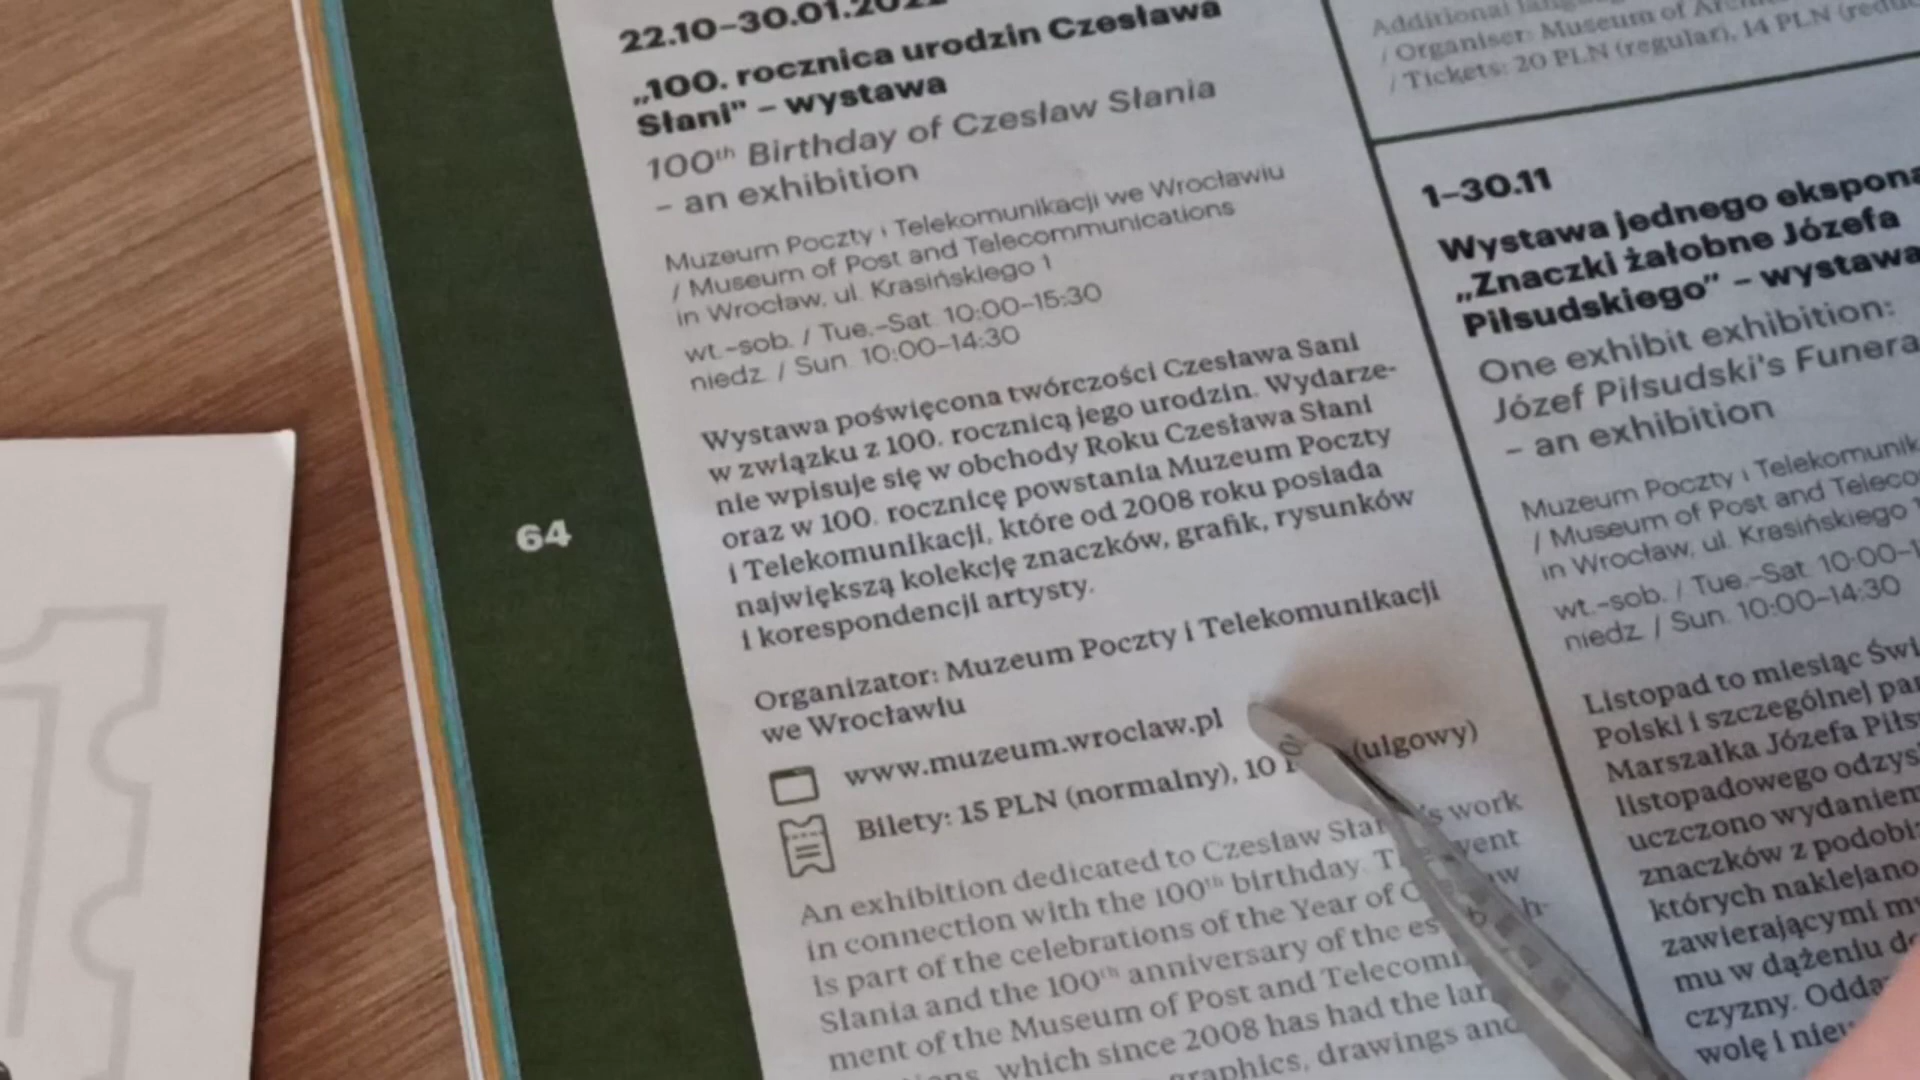 22.10–30.01.2022
„100. rocznica urodzin Czesława
Słani" – wystawa
100th Birthday of Czesław Słania
– an exhibition
Muzeum Poczty i Telekomunikacji we Wrocławiu
/ Museum of Post and Telecommunications
in Wrocław, ul. Krasińskiego 1
wt.–sob. / Tue.–Sat. 10:00–15:30
niedz. / Sun. 10:00–14:30
Wystawa poświęcona twórczości Czesława Sani
w związku z 100. rocznicą jego urodzin. Wydarze-
nie wpisuje się w obchody Roku Czesława Słani
oraz w 100. rocznicę powstania Muzeum Poczty
i Telekomunikacji, które od 2008 roku posiada
największą kolekcję znaczków, grafik, rysunków
i korespondencji artysty.
Organizator: Muzeum Poczty i Telekomunikacji
we Wrocławiu
www.muzeum.wroclaw.pl
Bilety: 15 PLN (normalny), 10 (ulgowy)
An exhibition dedicated to Czesław work
in connection with the 100th birthday.
is part of the celebrations of the Year of
Słania and the 100th anniversary of the
ment of the Museum of Post and
which since 2008 has had the
graphics, drawings and
64
/ Organiser: Museum of
/ Tickets: 20 PLN (regular), 14 PLN
1–30.11
Wystawa jednego
„Znaczki żałobne Józefa
Piłsudskiego" – wystawa
One exhibit exhibition:
Józef Piłsudski's
– an exhibition
Muzeum Poczty i
/ Museum of Post and
in Wrocław, ul. Krasińskiego
wt.–sob. / Tue.–Sat.
niedz. / Sun. 10:00–14:30
Listopad to miesiąc
Polski i szczególnej
Marszałka Józefa
listopadowego
uczczono wydaniem
znaczków z
których naklejano
zawierającymi
mu w dążeniu
czyzny.
wolę i